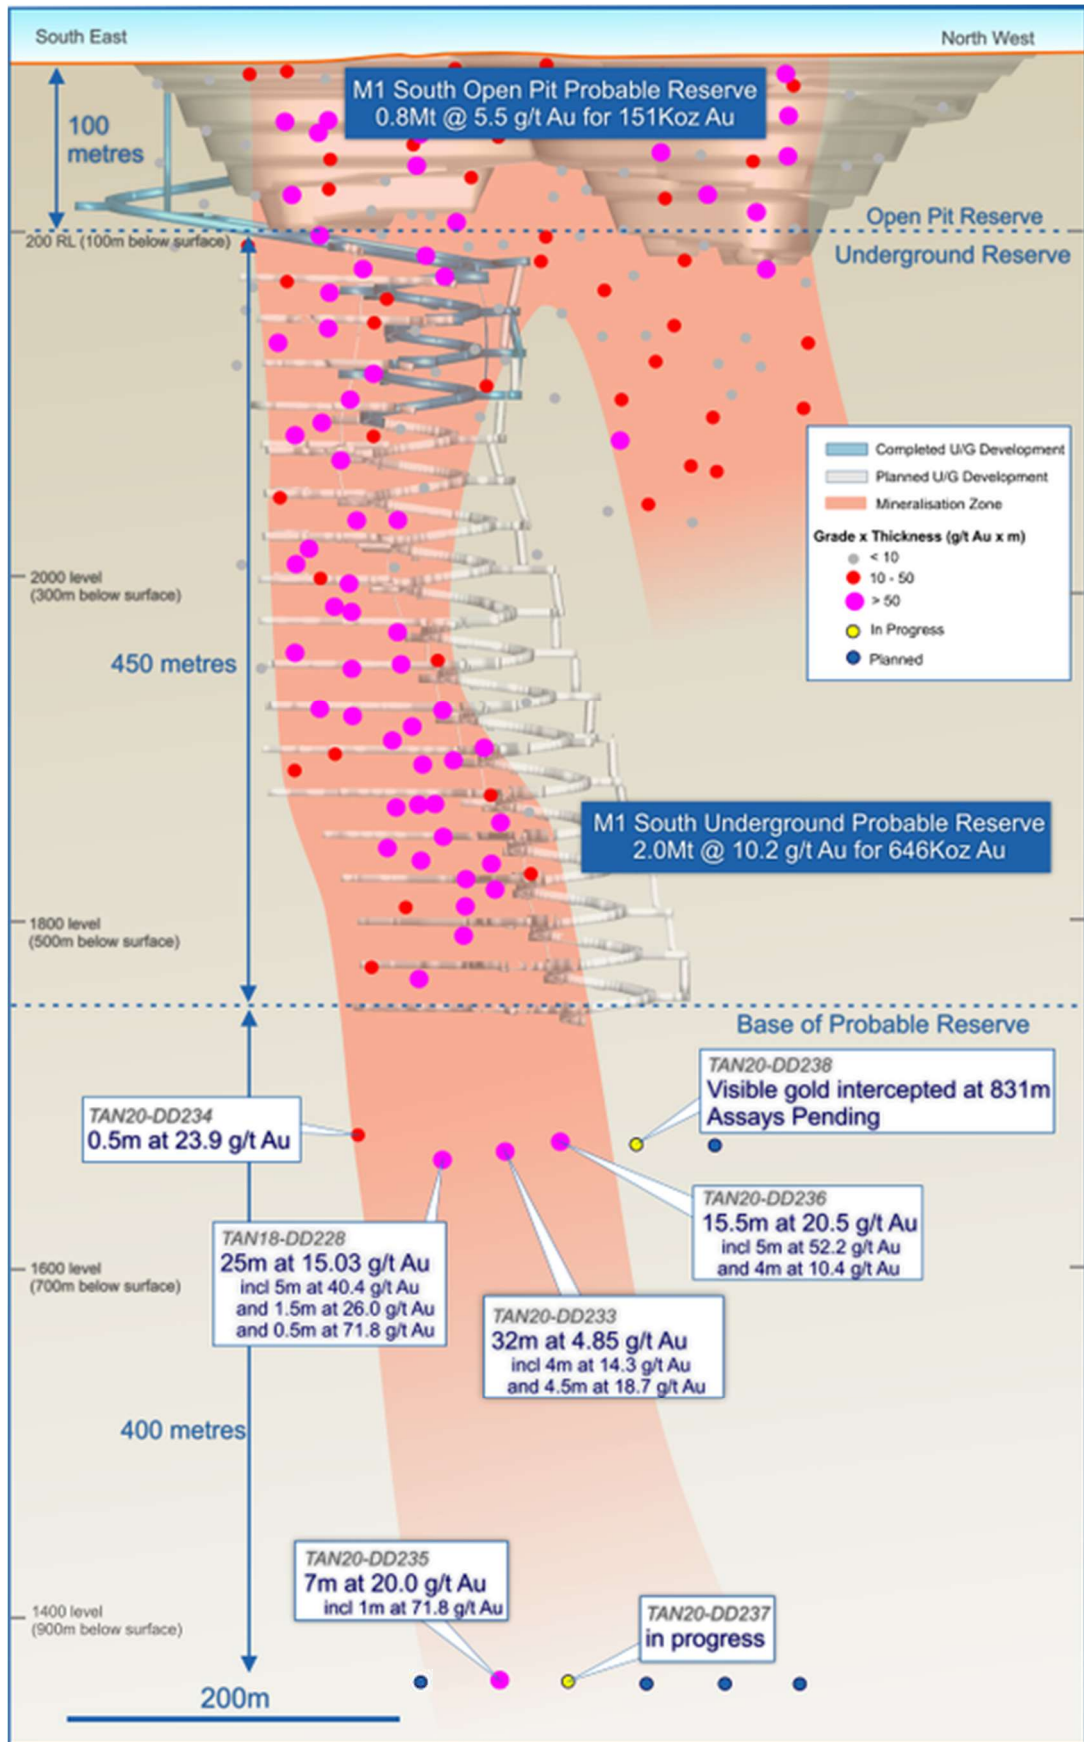 South East
North West
M1 South Open Pit Probable Reserve
0.8Mt @ 5.5 g/t Au for 151Koz Au
100
metres
Open Pit Reserve
200 RL (100m below surface)
Underground Reserve
Completed U/G Development
Planned U/G Development
Mineralisation Zone
Grade x Thickness (g/t Au x m)
< 10
10 - 50
> 50
In Progress
Planned
2000 level
(300m below surface)
450 metres
M1 South Underground Probable Reserve
2.0Mt @ 10.2 g/t Au for 646Koz Au
1800 level
(500m below surface)
Base of Probable Reserve
TAN20-DD238
Visible gold intercepted at 831m
Assays Pending
TAN20-DD234
0.5m at 23.9 g/t Au
TAN20-DD236
15.5m at 20.5 g/t Au
incl 5m at 52.2 g/t Au
and 4m at 10.4 g/t Au
TAN18-DD228
25m at 15.03 g/t Au
incl 5m at 40.4 g/t Au
and 1.5m at 26.0 g/t Au
and 0.5m at 71.8 g/t Au
1600 level
(700m below surface)
TAN20-DD233
32m at 4.85 g/t Au
incl 4m at 14.3 g/t Au
and 4.5m at 18.7 g/t Au
400 metres
TAN20-DD235
7m at 20.0 g/t Au
incl 1m at 71.8 g/t Au
1400 level
(900m below surface)
TAN20-DD237
in progress
200m